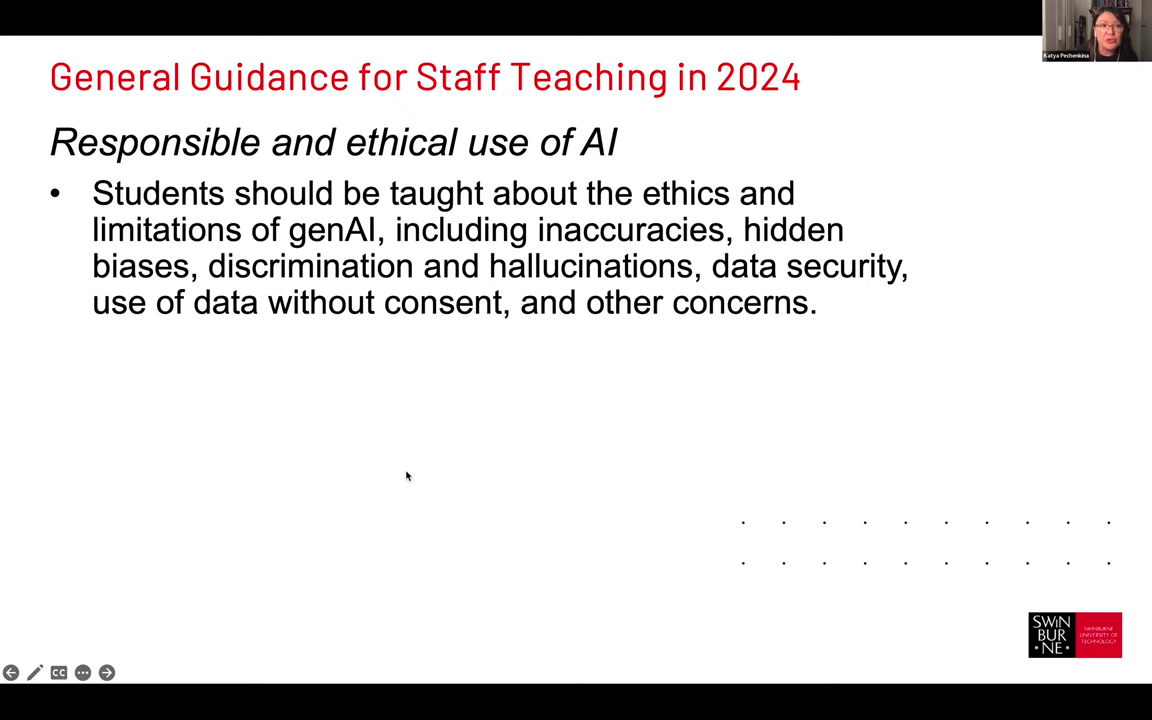 Katya Pechenkina
General Guidance for Staff Teaching in 2024
Responsible and ethical use of AI
• Students should be taught about the ethics and
limitations of genAI, including inaccuracies, hidden
biases, discrimination and hallucinations, data security,
use of data without consent, and other concerns.
SWIN
BUR
• NE •
SWINBURNE
UNIVERSITY OF
TECHNOLOGY
CC